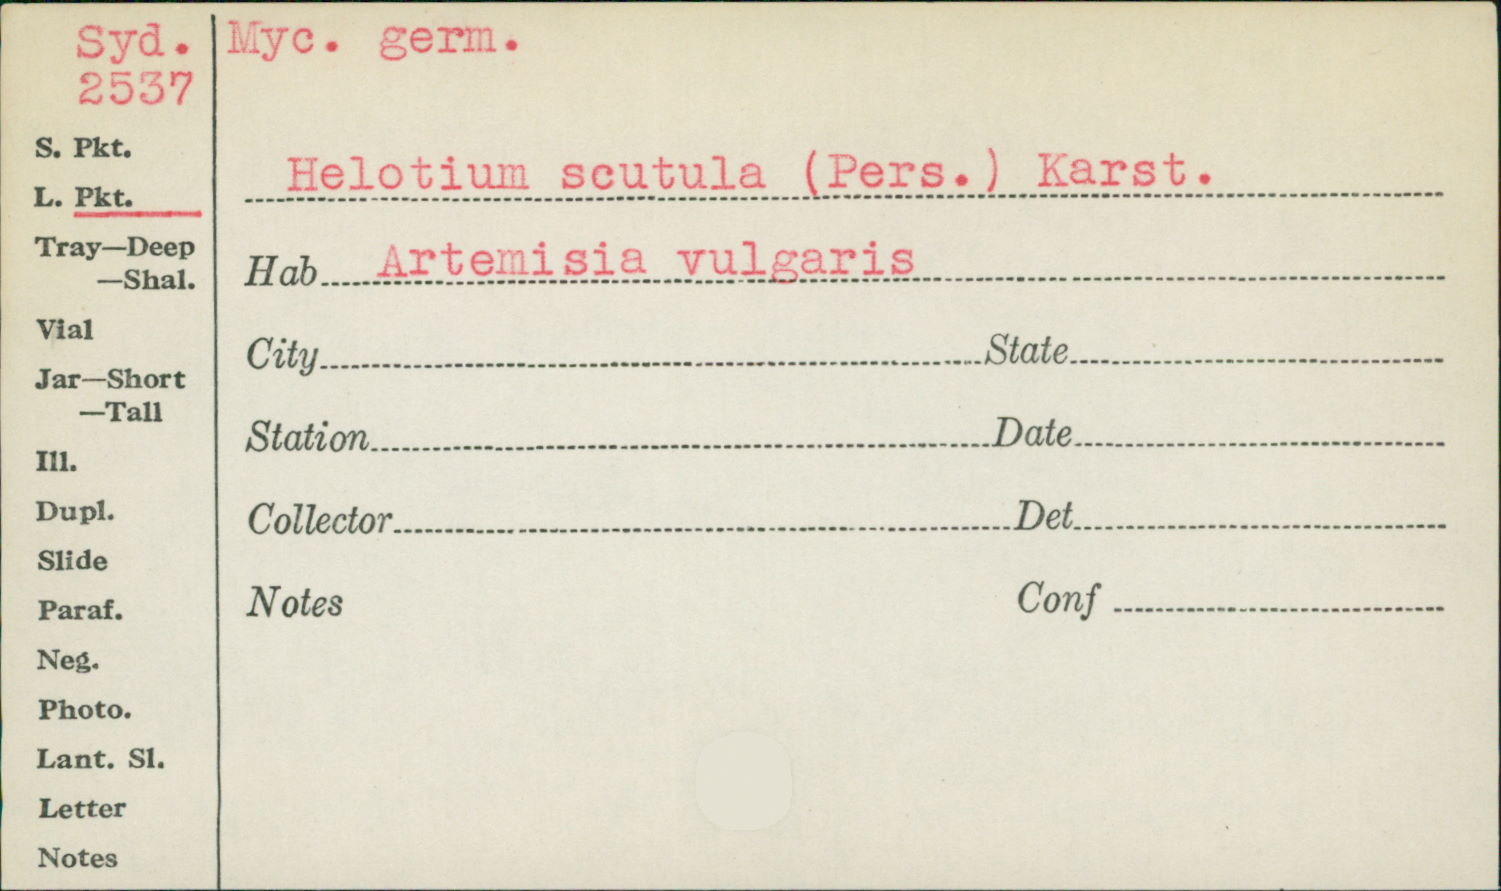 Syd.
2537
S. Pkt.
L. Pkt.
Tray—Deep
—Shal.
Vial
Jar—Short
—Tall
Ill.
Dupl.
Slide
Paraf.
Neg.
Photo.
Lant. Sl.
Letter
Notes
Myc. germ.
Helotium scutula (Pers.) Karst.
Hab Artemisia vulgaris
City State
Station Date
Collector Det
Notes Conf